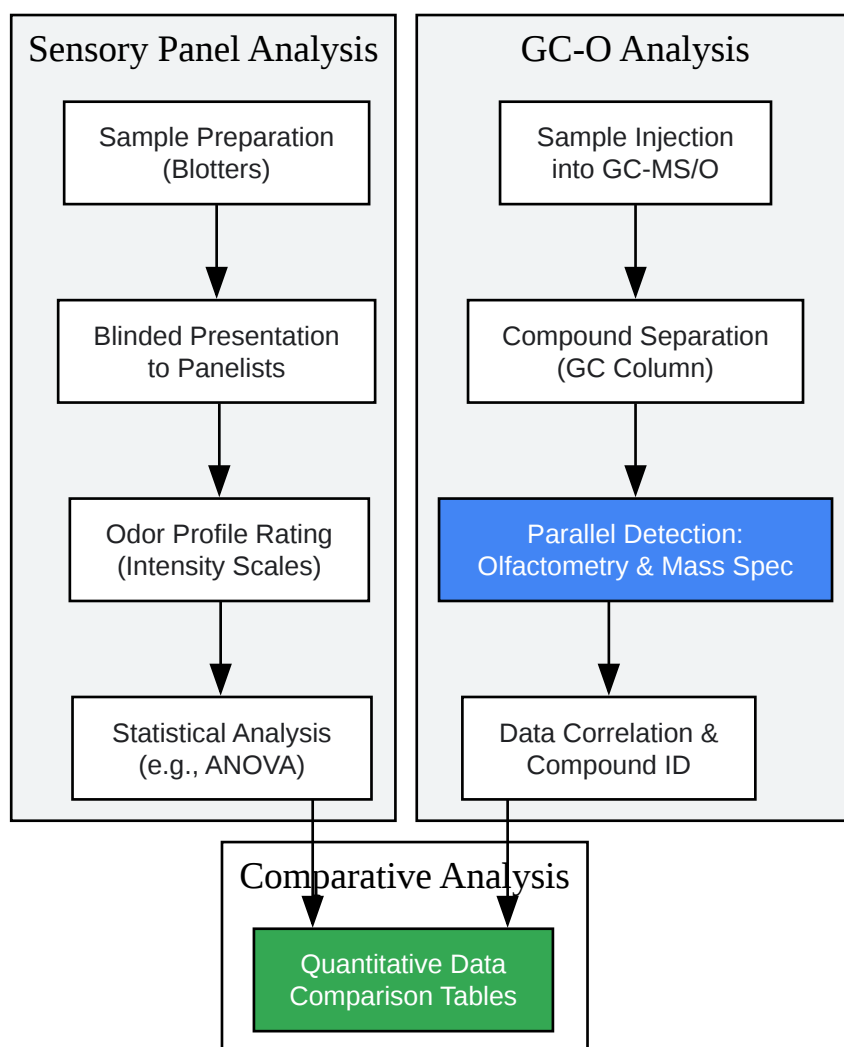 Sensory Panel Analysis
Sample Preparation
(Blotters)
Blinded Presentation
to Panelists
Odor Profile Rating
(Intensity Scales)
Statistical Analysis
(e.g., ANOVA)
GC-O Analysis
Sample Injection
into GC-MS/O
Compound Separation
(GC Column)
Parallel Detection:
Olfactometry & Mass Spec
Data Correlation &
Compound ID
Comparative Analysis
Quantitative Data
Comparison Tables